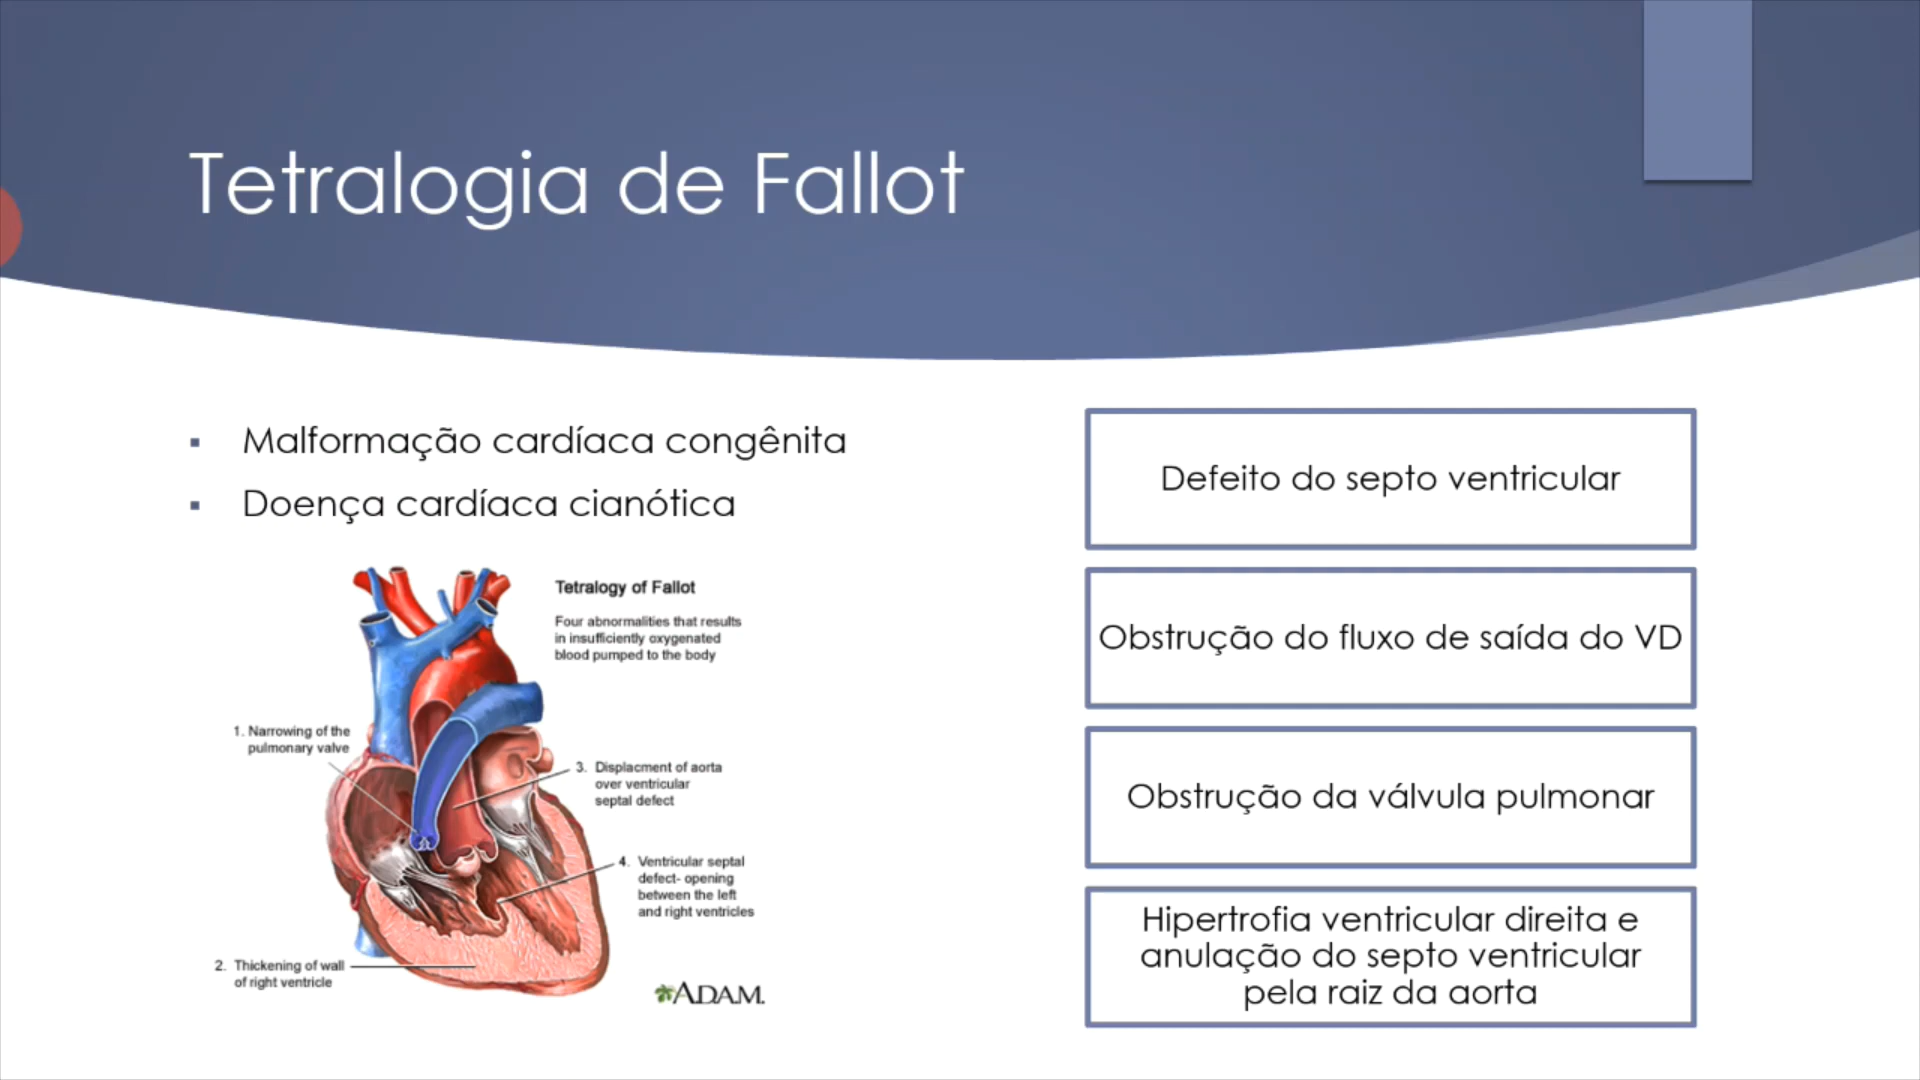 Tetralogia de Fallot
Malformação cardíaca congênita
Doença cardíaca cianótica
Tetralogy of Fallot
Four abnormalities that results
in insufficiently oxygenated
blood pumped to the body
1. Narrowing of the
pulmonary valve
3. Displacment of aorta
over ventricular
septal defect
4. Ventricular septal
defect- opening
between the left
and right ventricles
2. Thickening of wall
of right ventricle
ADAM.
Defeito do septo ventricular
Obstrução do fluxo de saída do VD
Obstrução da válvula pulmonar
Hipertrofia ventricular direita e
anulação do septo ventricular
pela raiz da aorta